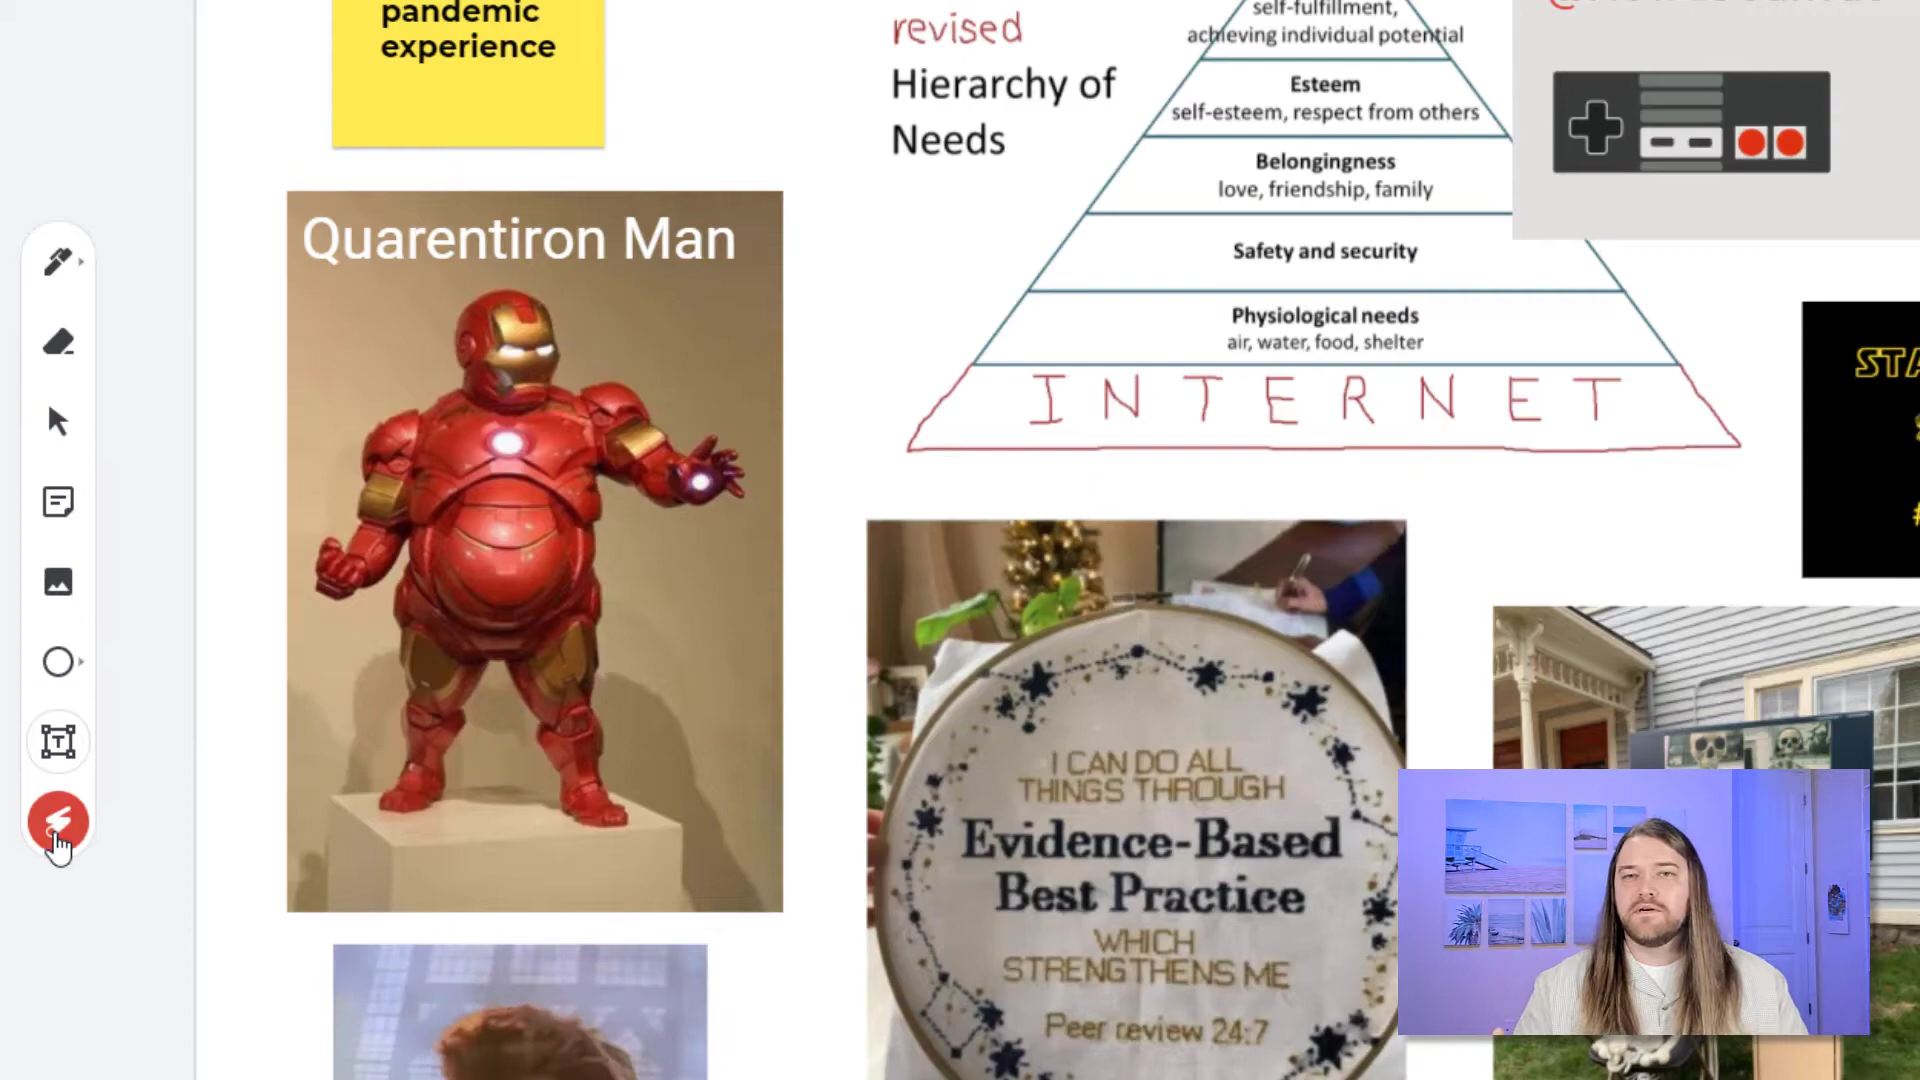 pandemic
experience
revised
Hierarchy of
Needs
self-fulfillment,
achieving individual potential
Esteem
self-esteem, respect from others
Belongingness
love, friendship, family
Safety and security
Physiological needs
air, water, food, shelter
INTERNET
Quarentiron Man
STA
I CAN DO ALL
THINGS THROUGH
Evidence-Based
Best Practice
WHICH
STRENGTHENS ME
Peer review 24:7